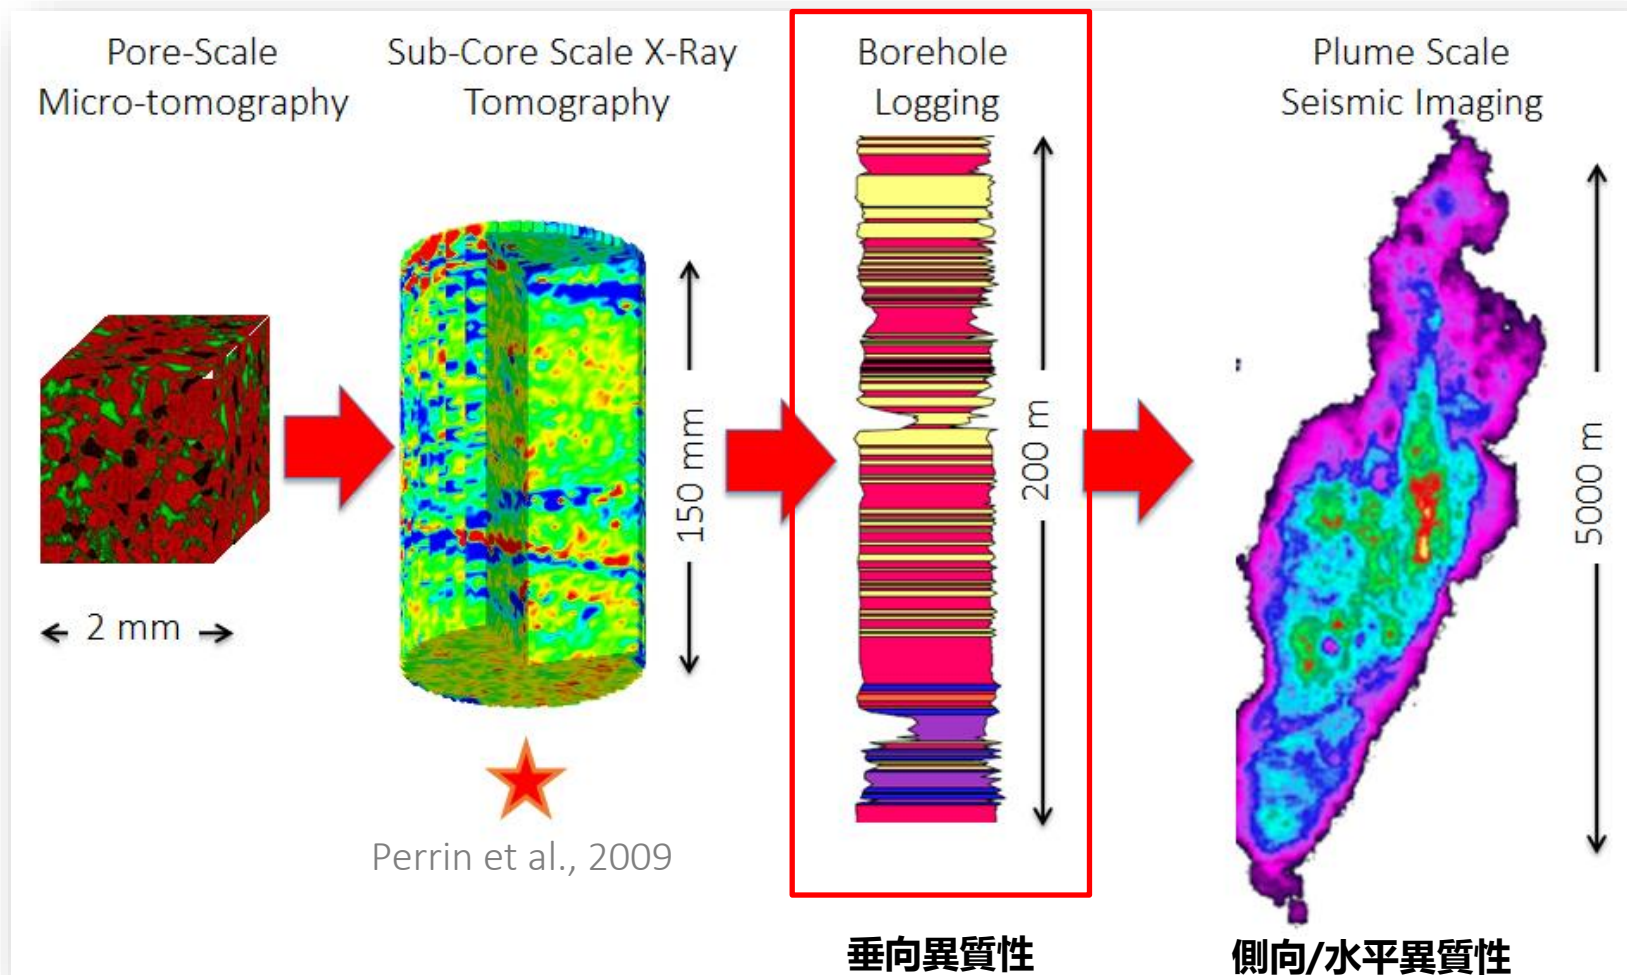 Pore-Scale
Micro-tomography
Sub-Core Scale X-Ray
Tomography
Borehole
Logging
Plume Scale
Seismic Imaging
2 mm
150 mm
200 m
5000 m
Perrin et al., 2009
垂向異質性
側向/水平異質性